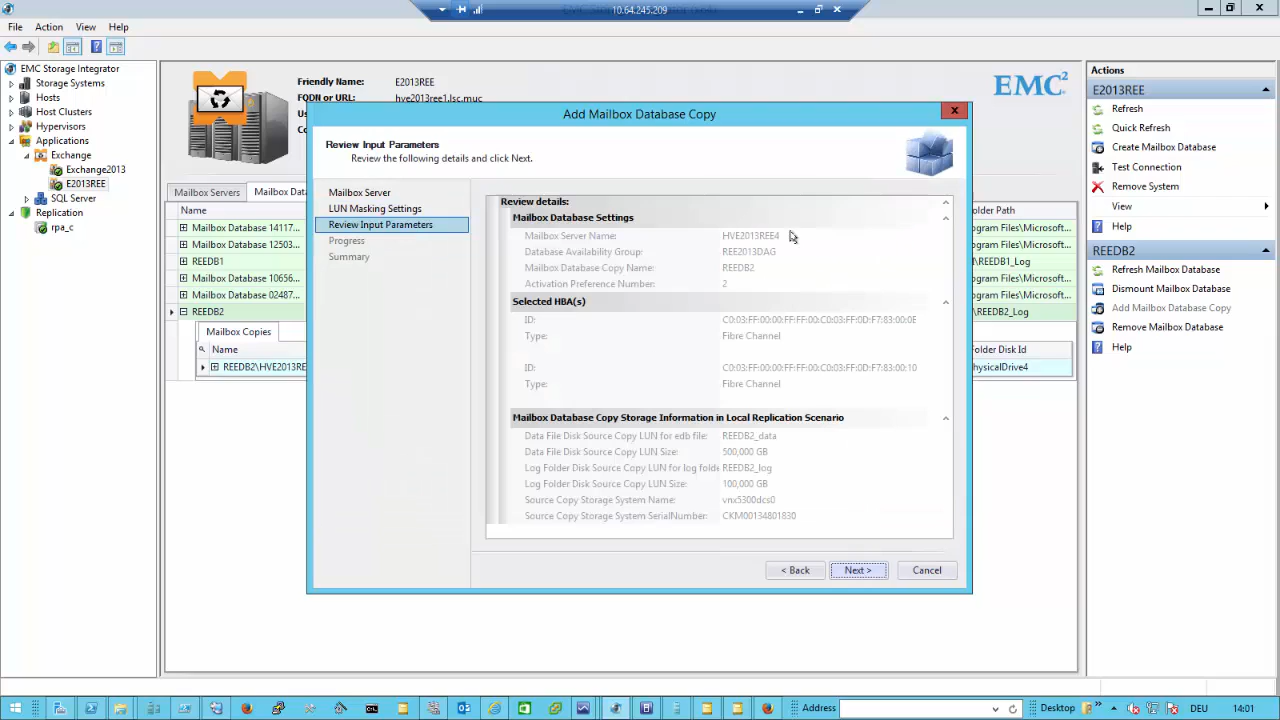 10.64.245.209
File Action View Help
EMC Storage Integrator
Storage Systems
Hosts
Host Clusters
Hypervisors
Applications
Exchange
Exchange2013
E2013REE
SQL Server
Replication
rpa_c
Friendly Name: E2013REE
FQDN or URL: hve2013ree1.lsc.muc
EMC²
Mailbox Servers Mailbox Data
Name
Mailbox Database 14117...
Mailbox Database 12503...
REEDB1
Mailbox Database 10656...
Mailbox Database 02487...
REEDB2
Mailbox Copies
Name
REEDB2\HVE2013RE
Add Mailbox Database Copy
Review Input Parameters
Review the following details and click Next.
Mailbox Server
LUN Masking Settings
Review Input Parameters
Progress
Summary
Review details:
Mailbox Database Settings
Mailbox Server Name: HVE2013REE4
Database Availability Group: REE2013DAG
Mailbox Database Copy Name: REEDB2
Activation Preference Number: 2
Selected HBA(s)
ID: C0:03:FF:00:00:FF:FF:00:C0:03:FF:0D:F7:83:00:0E
Type: Fibre Channel
ID: C0:03:FF:00:00:FF:FF:00:C0:03:FF:0D:F7:83:00:10
Type: Fibre Channel
Mailbox Database Copy Storage Information in Local Replication Scenario
Data File Disk Source Copy LUN for edb file: REEDB2_data
Data File Disk Source Copy LUN Size: 500,000 GB
Log Folder Disk Source Copy LUN for log folde REEDB2_log
Log Folder Disk Source Copy LUN Size: 100,000 GB
Source Copy Storage System Name: vnx5300dcs0
Source Copy Storage System SerialNumber: CKM00134801830
< Back Next > Cancel
older Path
ogram Files\Microsoft...
ogram Files\Microsoft...
\REEDB1_Log
ogram Files\Microsoft...
ogram Files\Microsoft...
\REEDB2_Log
older Disk Id
hysicalDrive4
Actions
E2013REE
Refresh
Quick Refresh
Create Mailbox Database
Test Connection
Remove System
View
Help
REEDB2
Refresh Mailbox Database
Dismount Mailbox Database
Add Mailbox Database Copy
Remove Mailbox Database
Help
Address Desktop DEU 14:01